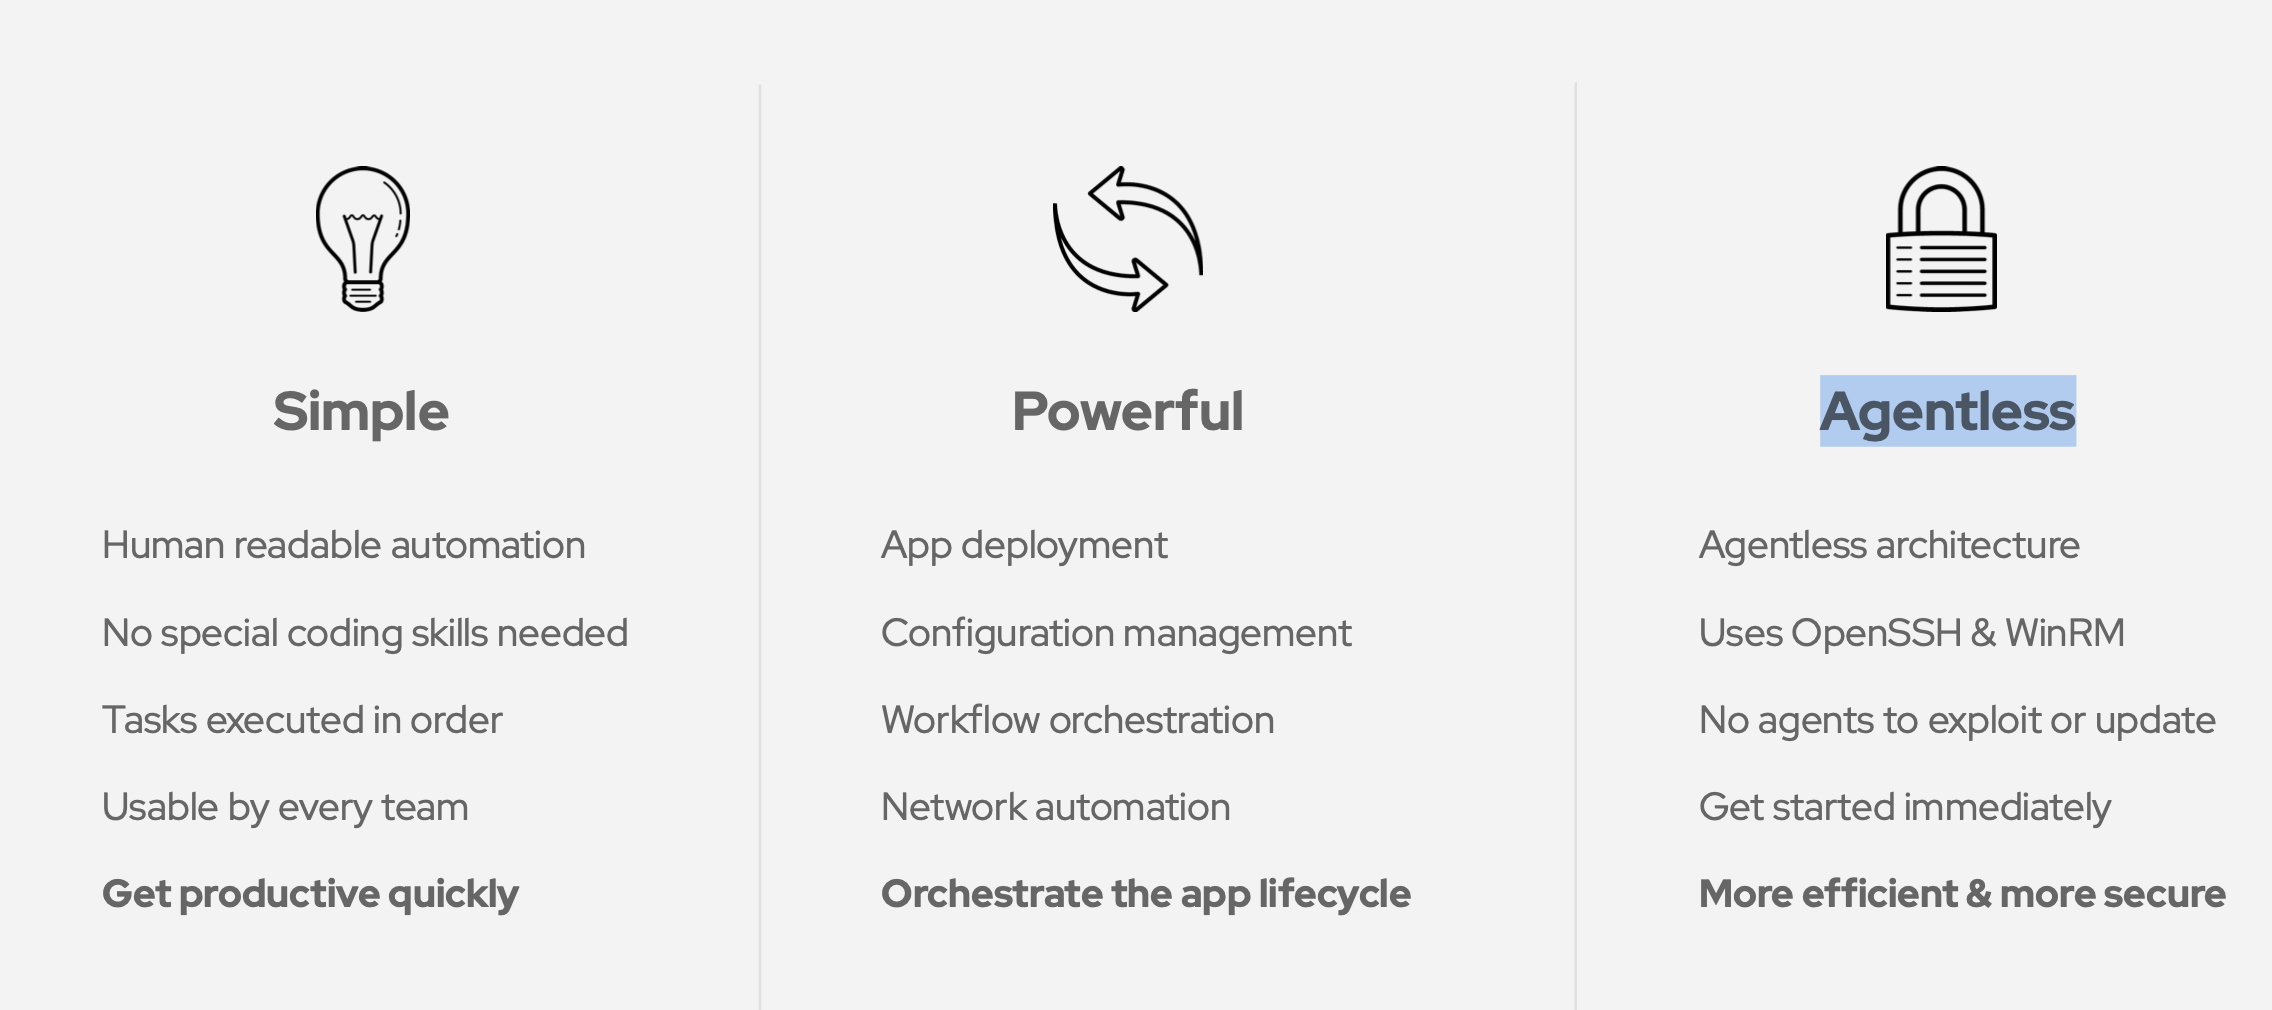 Simple
Human readable automation
No special coding skills needed
Tasks executed in order
Usable by every team
Get productive quickly
Powerful
App deployment
Configuration management
Workflow orchestration
Network automation
Orchestrate the app lifecycle
Agentless
Agentless architecture
Uses OpenSSH & WinRM
No agents to exploit or update
Get started immediately
More efficient & more secure